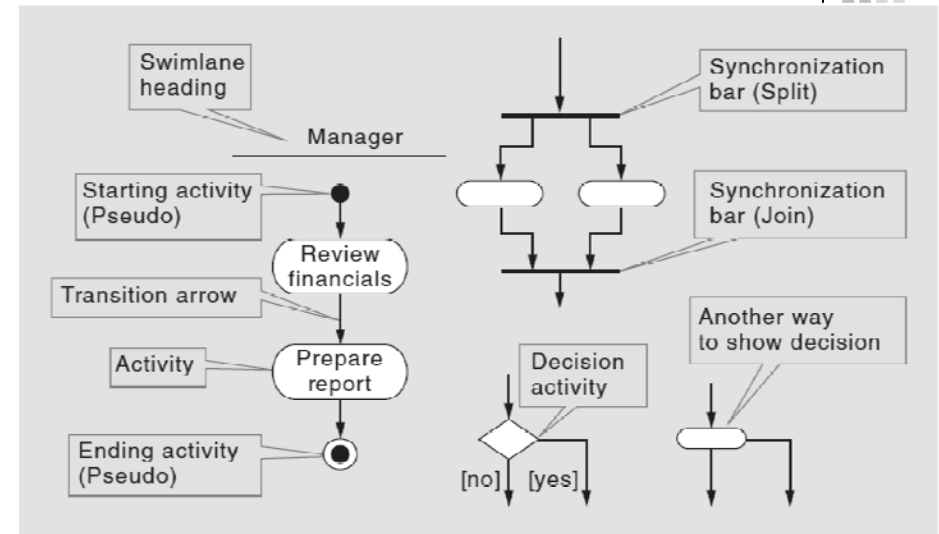 Swimlane
heading
Manager
Starting activity
(Pseudo)
Review
financials
Transition arrow
Activity
Prepare
report
Ending activity
(Pseudo)
Synchronization
bar (Split)
Synchronization
bar (Join)
Decision
activity
[no]
[yes]
Another way
to show decision